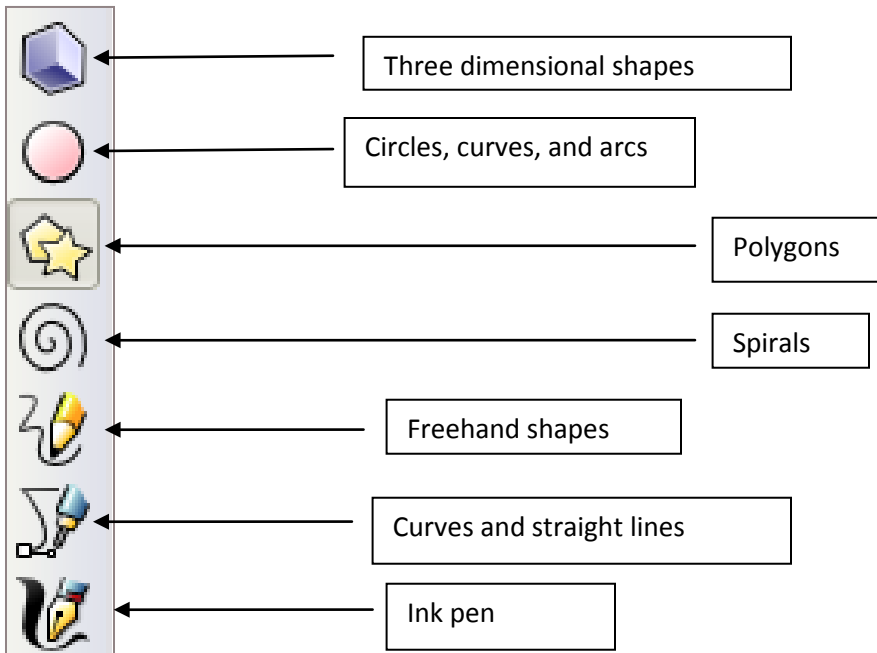 Three dimensional shapes
Circles, curves, and arcs
Polygons
Spirals
Freehand shapes
Curves and straight lines
Ink pen